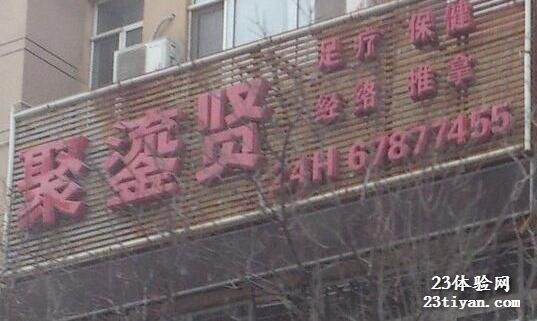 聚鎏贤
足疗 保健
经络 推拿
24H 67877455
23体验网
23tiyan.com